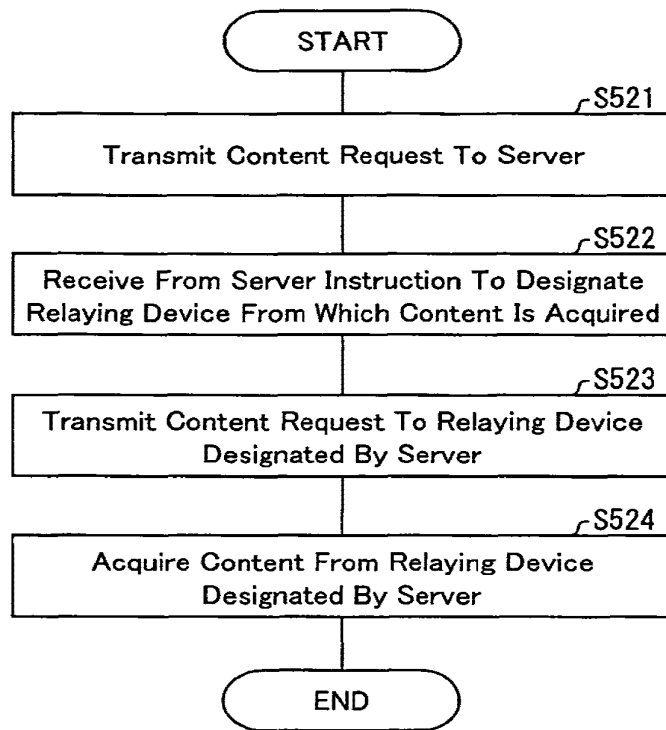 START
S521
Transmit Content Request To Server
S522
Receive From Server Instruction To Designate
Relaying Device From Which Content Is Acquired
S523
Transmit Content Request To Relaying Device
Designated By Server
S524
Acquire Content From Relaying Device
Designated By Server
END